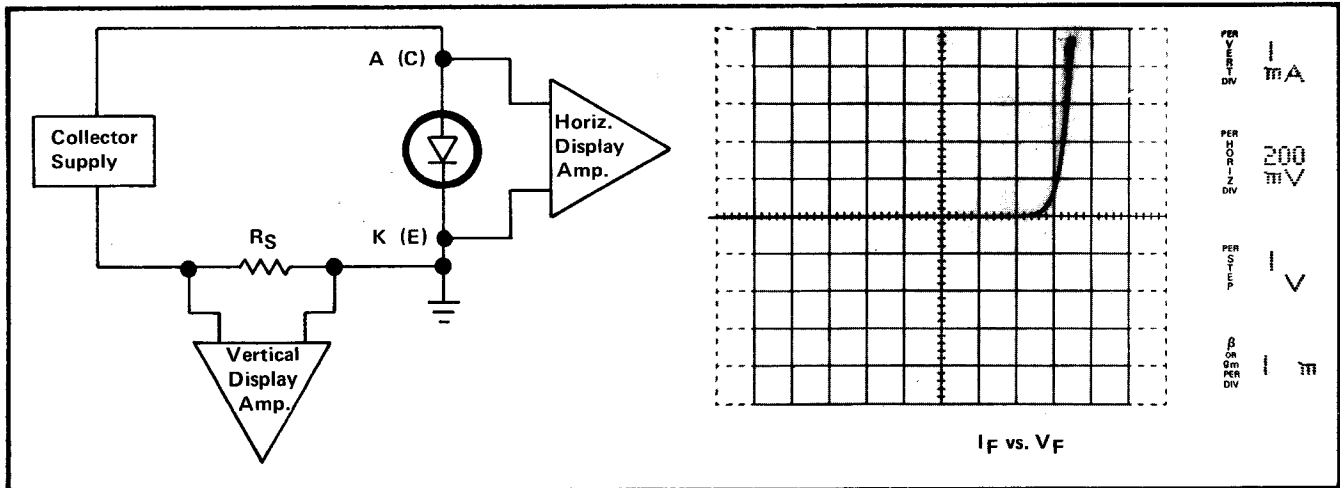 Collector
Supply
A (C)
K (E)
RS
Horiz.
Display
Amp.
Vertical
Display
Amp.
PER
VERT
DIV
1
mA
PER
HORIZ
DIV
200
mV
PER
STEP
1
V
β
OR
gm
PER
DIV
1 m
IF vs. VF